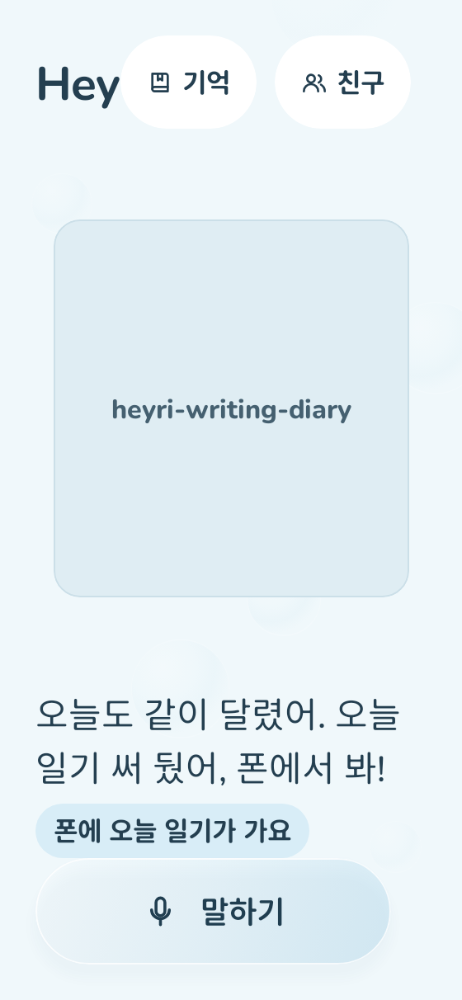 Hey
기억
친구
heyri-writing-diary
오늘도 같이 달렸어. 오늘
일기 써 뒀어, 폰에서 봐!
폰에 오늘 일기가 가요
말하기